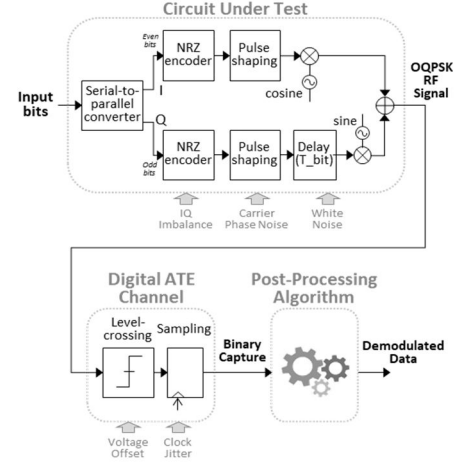 Circuit Under Test
Even
bits
NRZ
encoder
Pulse
shaping
cosine
OQPSK
RF
Signal
Input
bits
Serial-to-
parallel
converter
I
Q
sine
Odd
bits
NRZ
encoder
Pulse
shaping
Delay
(T_bit)
IQ
Imbalance
Carrier
Phase Noise
White
Noise
Digital ATE
Channel
Post-Processing
Algorithm
Level-
crossing
Sampling
Binary
Capture
Demodulated
Data
Voltage
Offset
Clock
Jitter